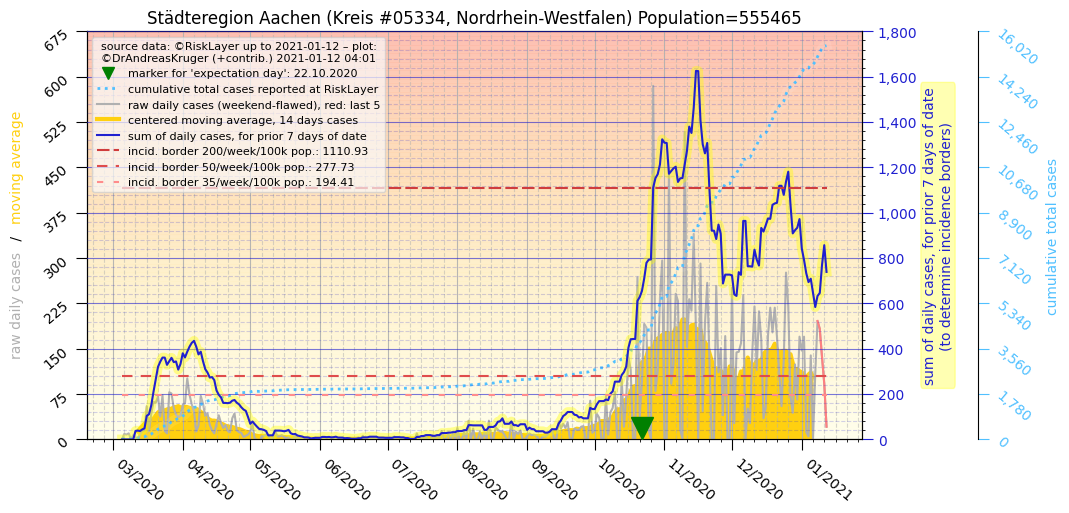 Städteregion Aachen (Kreis #05334, Nordrhein-Westfalen) Population=555465
source data: ©RiskLayer up to 2021-01-12 – plot:
©DrAndreasKruger (+contrib.) 2021-01-12 04:01
marker for 'expectation day': 22.10.2020
cumulative total cases reported at RiskLayer
raw daily cases (weekend-flawed), red: last 5
centered moving average, 14 days cases
sum of daily cases, for prior 7 days of date
incid. border 200/week/100k pop.: 1110.93
incid. border 50/week/100k pop.: 277.73
incid. border 35/week/100k pop.: 194.41
raw daily cases / moving average
675
600
525
450
375
300
225
150
75
0
03/2020
04/2020
05/2020
06/2020
07/2020
08/2020
09/2020
10/2020
11/2020
12/2020
01/2021
1,800
1,600
1,400
1,200
1,000
800
600
400
200
0
sum of daily cases, for prior 7 days of date
(to determine incidence borders)
16,020
14,240
12,460
10,680
8,900
7,120
5,340
3,560
1,780
0
cumulative total cases